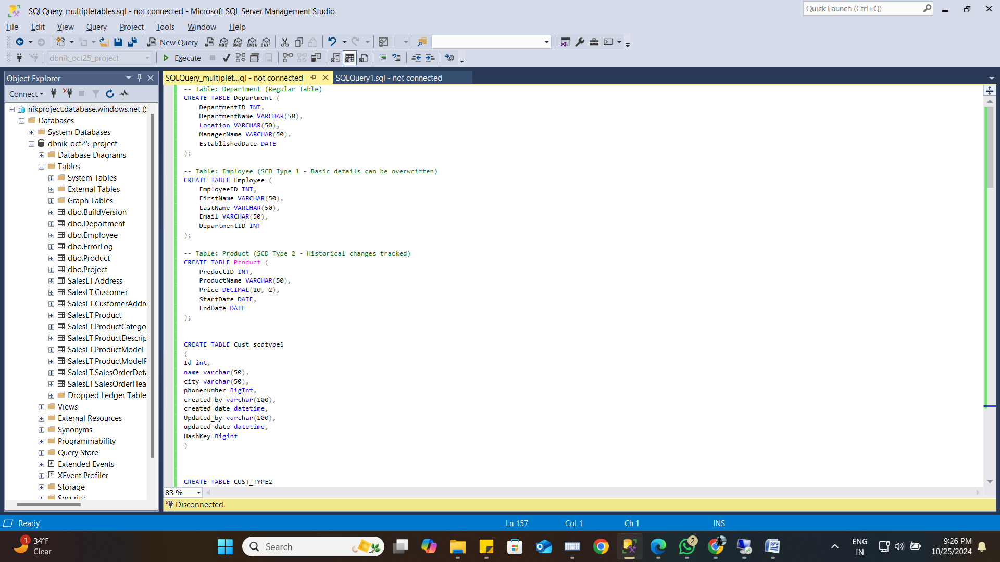 SQLQuery_multipletables.sql - not connected - Microsoft SQL Server Management Studio
Quick Launch (Ctrl+Q)
File Edit View Query Project Tools Window Help
New Query MDX DMX XMLA DAX
dbnik_oct25_project Execute
Object Explorer
Connect
nikproject.database.windows.net (S
Databases
System Databases
dbnik_oct25_project
Database Diagrams
Tables
System Tables
External Tables
Graph Tables
dbo.BuildVersion
dbo.Department
dbo.Employee
dbo.ErrorLog
dbo.Product
dbo.Project
SalesLT.Address
SalesLT.Customer
SalesLT.CustomerAddre
SalesLT.Product
SalesLT.ProductCatego
SalesLT.ProductDescrip
SalesLT.ProductModel
SalesLT.ProductModelP
SalesLT.SalesOrderDeta
SalesLT.SalesOrderHea
Dropped Ledger Table
Views
External Resources
Synonyms
Programmability
Query Store
Extended Events
XEvent Profiler
Storage
Security
SQLQuery_multiplet...ql - not connected SQLQuery1.sql - not connected
-- Table: Department (Regular Table)
CREATE TABLE Department (
DepartmentID INT,
DepartmentName VARCHAR(50),
Location VARCHAR(50),
ManagerName VARCHAR(50),
EstablishedDate DATE
);
-- Table: Employee (SCD Type 1 - Basic details can be overwritten)
CREATE TABLE Employee (
EmployeeID INT,
FirstName VARCHAR(50),
LastName VARCHAR(50),
Email VARCHAR(50),
DepartmentID INT
);
-- Table: Product (SCD Type 2 - Historical changes tracked)
CREATE TABLE Product (
ProductID INT,
ProductName VARCHAR(50),
Price DECIMAL(10, 2),
StartDate DATE,
EndDate DATE
);
CREATE TABLE Cust_scdtype1
(
Id int,
name varchar(50),
city varchar(50),
phonenumber BigInt,
created_by varchar(100),
created_date datetime,
Updated_by varchar(100),
updated_date datetime,
HashKey Bigint
)
CREATE TABLE CUST_TYPE2
83 %
Disconnected.
Ready Ln 157 Col 1 Ch 1 INS
1 34°F
Clear
Search
2
ENG
IN
9:26 PM
10/25/2024